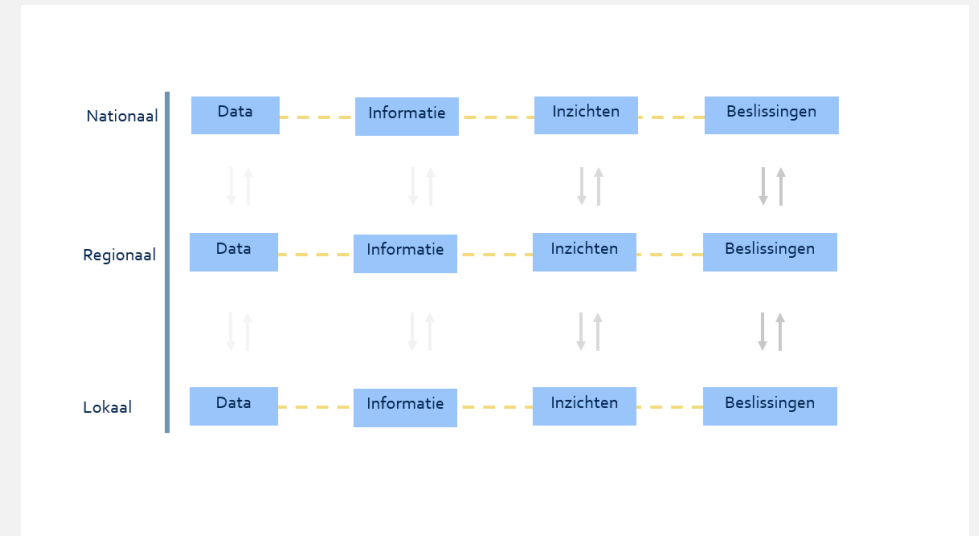 Nationaal
Data
Informatie
Inzichten
Beslissingen
Regionaal
Data
Informatie
Inzichten
Beslissingen
Lokaal
Data
Informatie
Inzichten
Beslissingen